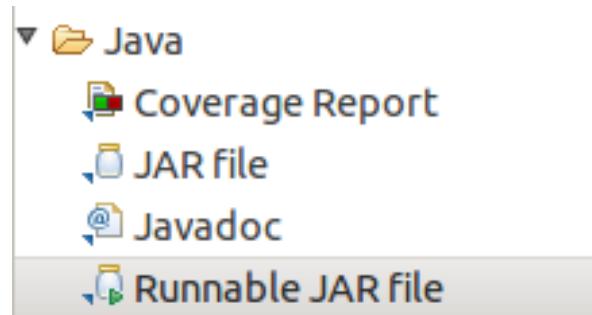 Java
Coverage Report
JAR file
Javadoc
Runnable JAR file